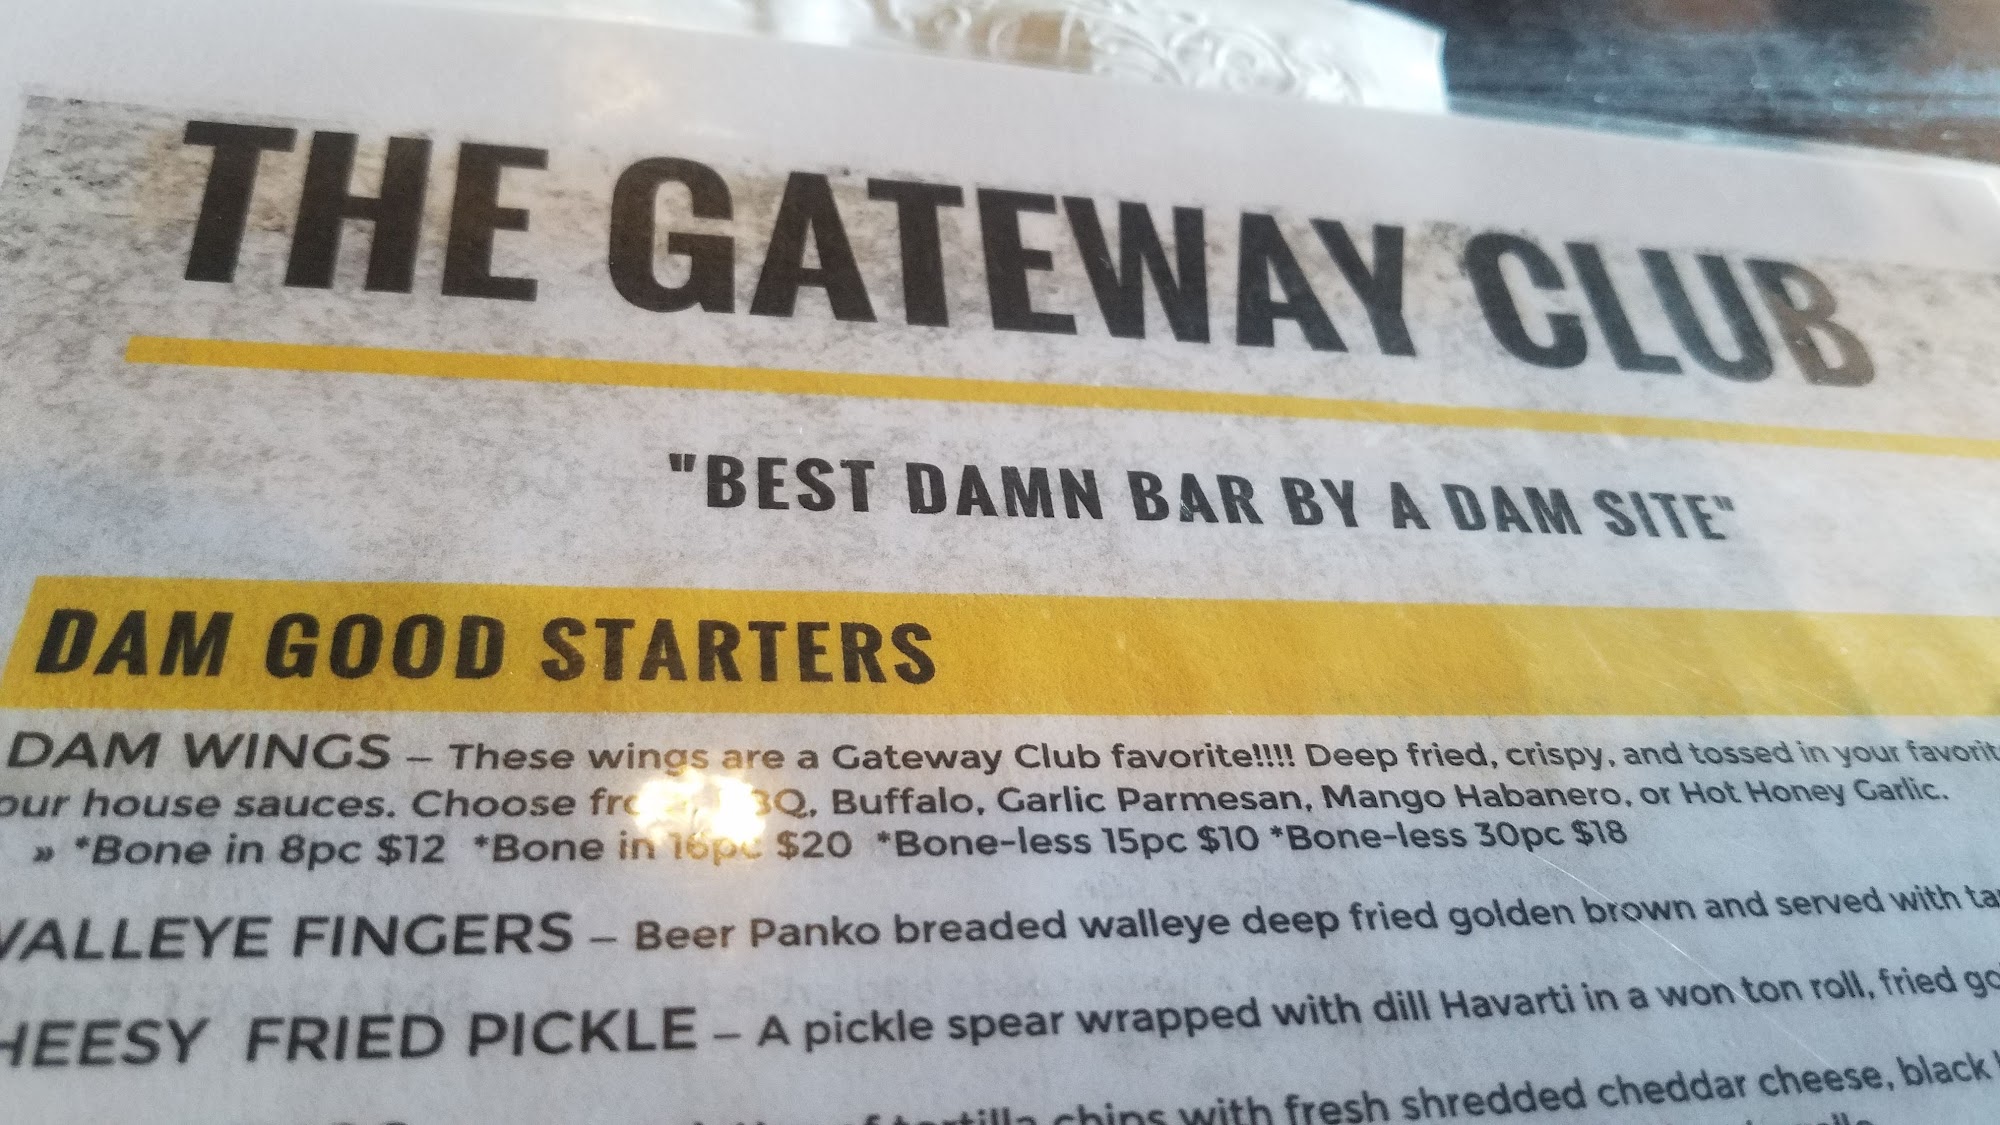 THE GATEWAY CLUB
"BEST DAMN BAR BY A DAM SITE"
DAM GOOD STARTERS
DAM WINGS – These wings are a Gateway Club favorite!!!! Deep fried, crispy, and tossed in your
our house sauces. Choose Buffalo, Garlic Parmesan, Mango Habanero, or Hot Honey Garlic.
» *Bone in 8pc $12 *Bone in 16pc $20 *Bone-less 15pc $10 *Bone-less 30pc $18
FINGERS – Beer Panko breaded walleye deep fried golden brown and served with
FRIED PICKLE – A pickle spear wrapped with dill Havarti in a won ton roll, fried
tortilla chips with fresh shredded cheddar cheese, black